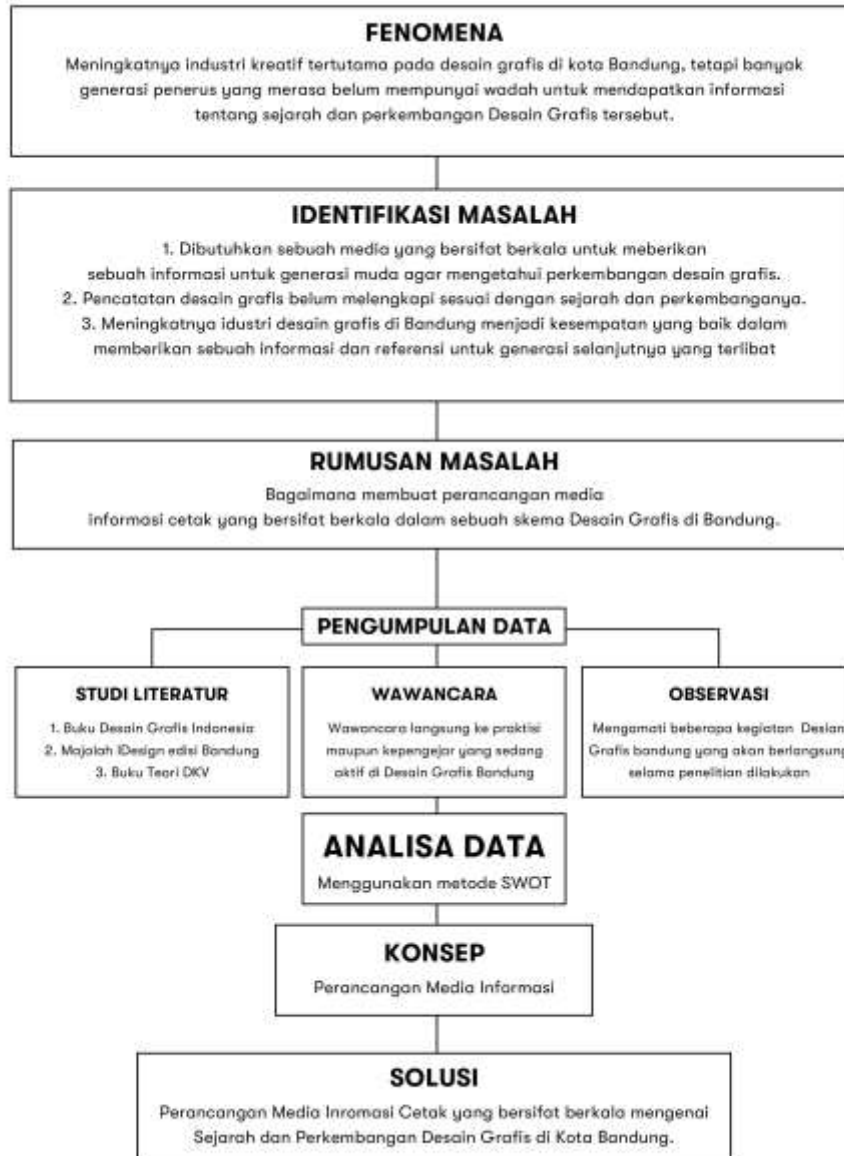 FENOMENA
Meningkatnya industri kreatif tertutama pada desain grafis di kota Bandung, tetapi banyak
generasi penerus yang merasa belum mempunyai wadah untuk mendapatkan informasi
tentang sejarah dan perkembangan Desain Grafis tersebut.
IDENTIFIKASI MASALAH
1. Dibutuhkan sebuah media yang bersifat berkala untuk meberikan
sebuah informasi untuk generasi muda agar mengetahui perkembangan desain grafis.
2. Pencatatan desain grafis belum melengkapi sesuai dengan sejarah dan perkembanganya.
3. Meningkatnya idustri desain grafis di Bandung menjadi kesempatan yang baik dalam
memberikan sebuah informasi dan referensi untuk generasi selanjutnya yang terlibat
RUMUSAN MASALAH
Bagaimana membuat perancangan media
informasi cetak yang bersifat berkala dalam sebuah skema Desain Grafis di Bandung.
PENGUMPULAN DATA
STUDI LITERATUR
1. Buku Desain Grafis Indonesia
2. Majalah IDesign edisi Bandung
3. Buku Teori DKV
WAWANCARA
Wawancara langsung ke praktisi
maupun kepengejar yang sedang
aktif di Desain Grafis Bandung
OBSERVASI
Mengamati beberapa kegiatan Desian
Grafis bandung yang akan berlangsung
selama penelitian dilakukan
ANALISA DATA
Menggunakan metode SWOT
KONSEP
Perancangan Media Informasi
SOLUSI
Perancangan Media Inromasi Cetak yang bersifat berkala mengenai
Sejarah dan Perkembangan Desain Grafis di Kota Bandung.